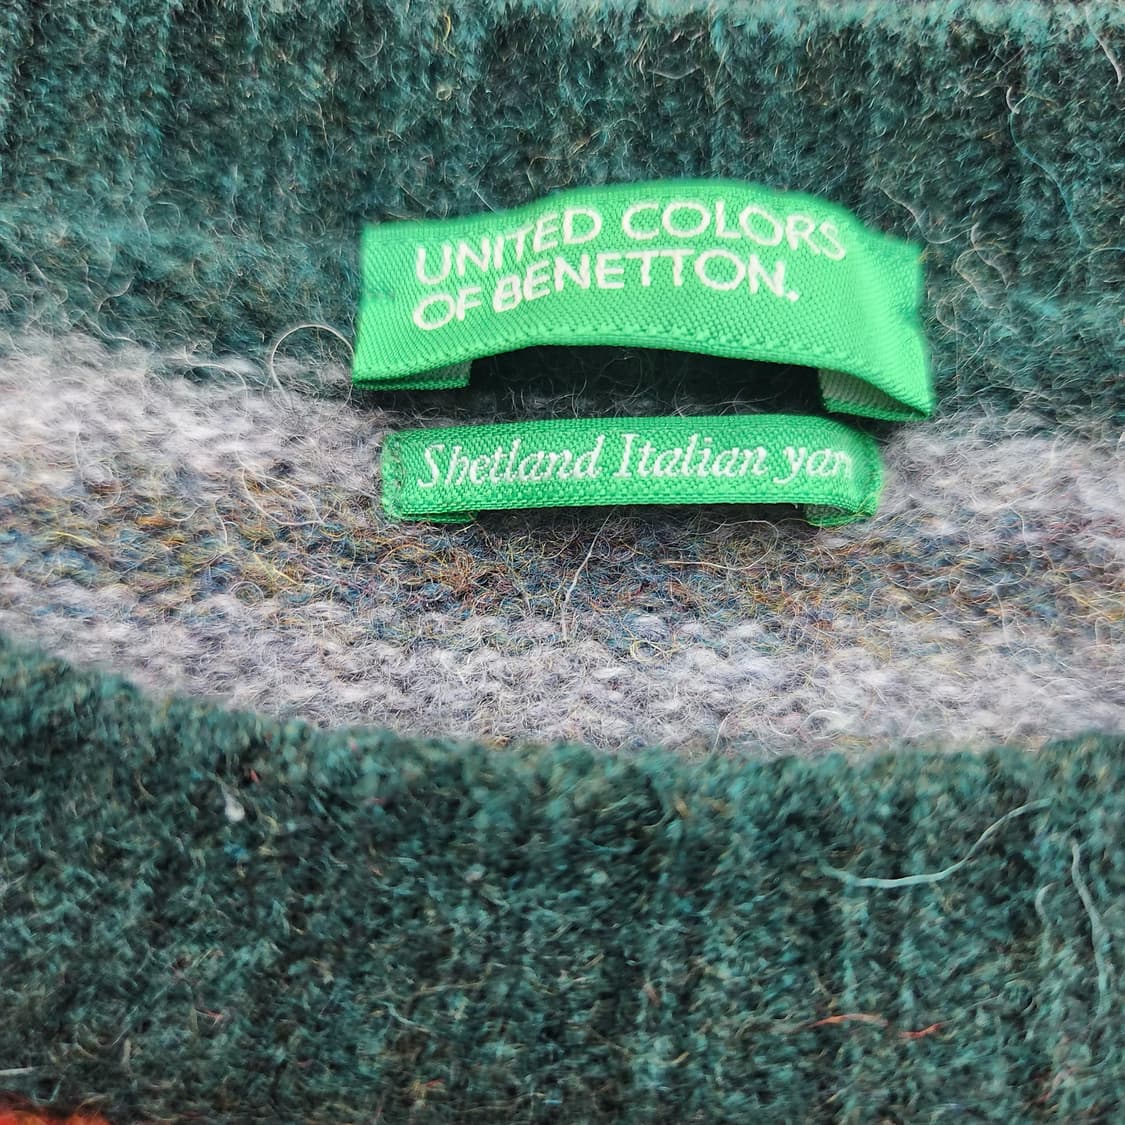 UNITED COLORS
OF BENETTON.
Shetland Italian yarn